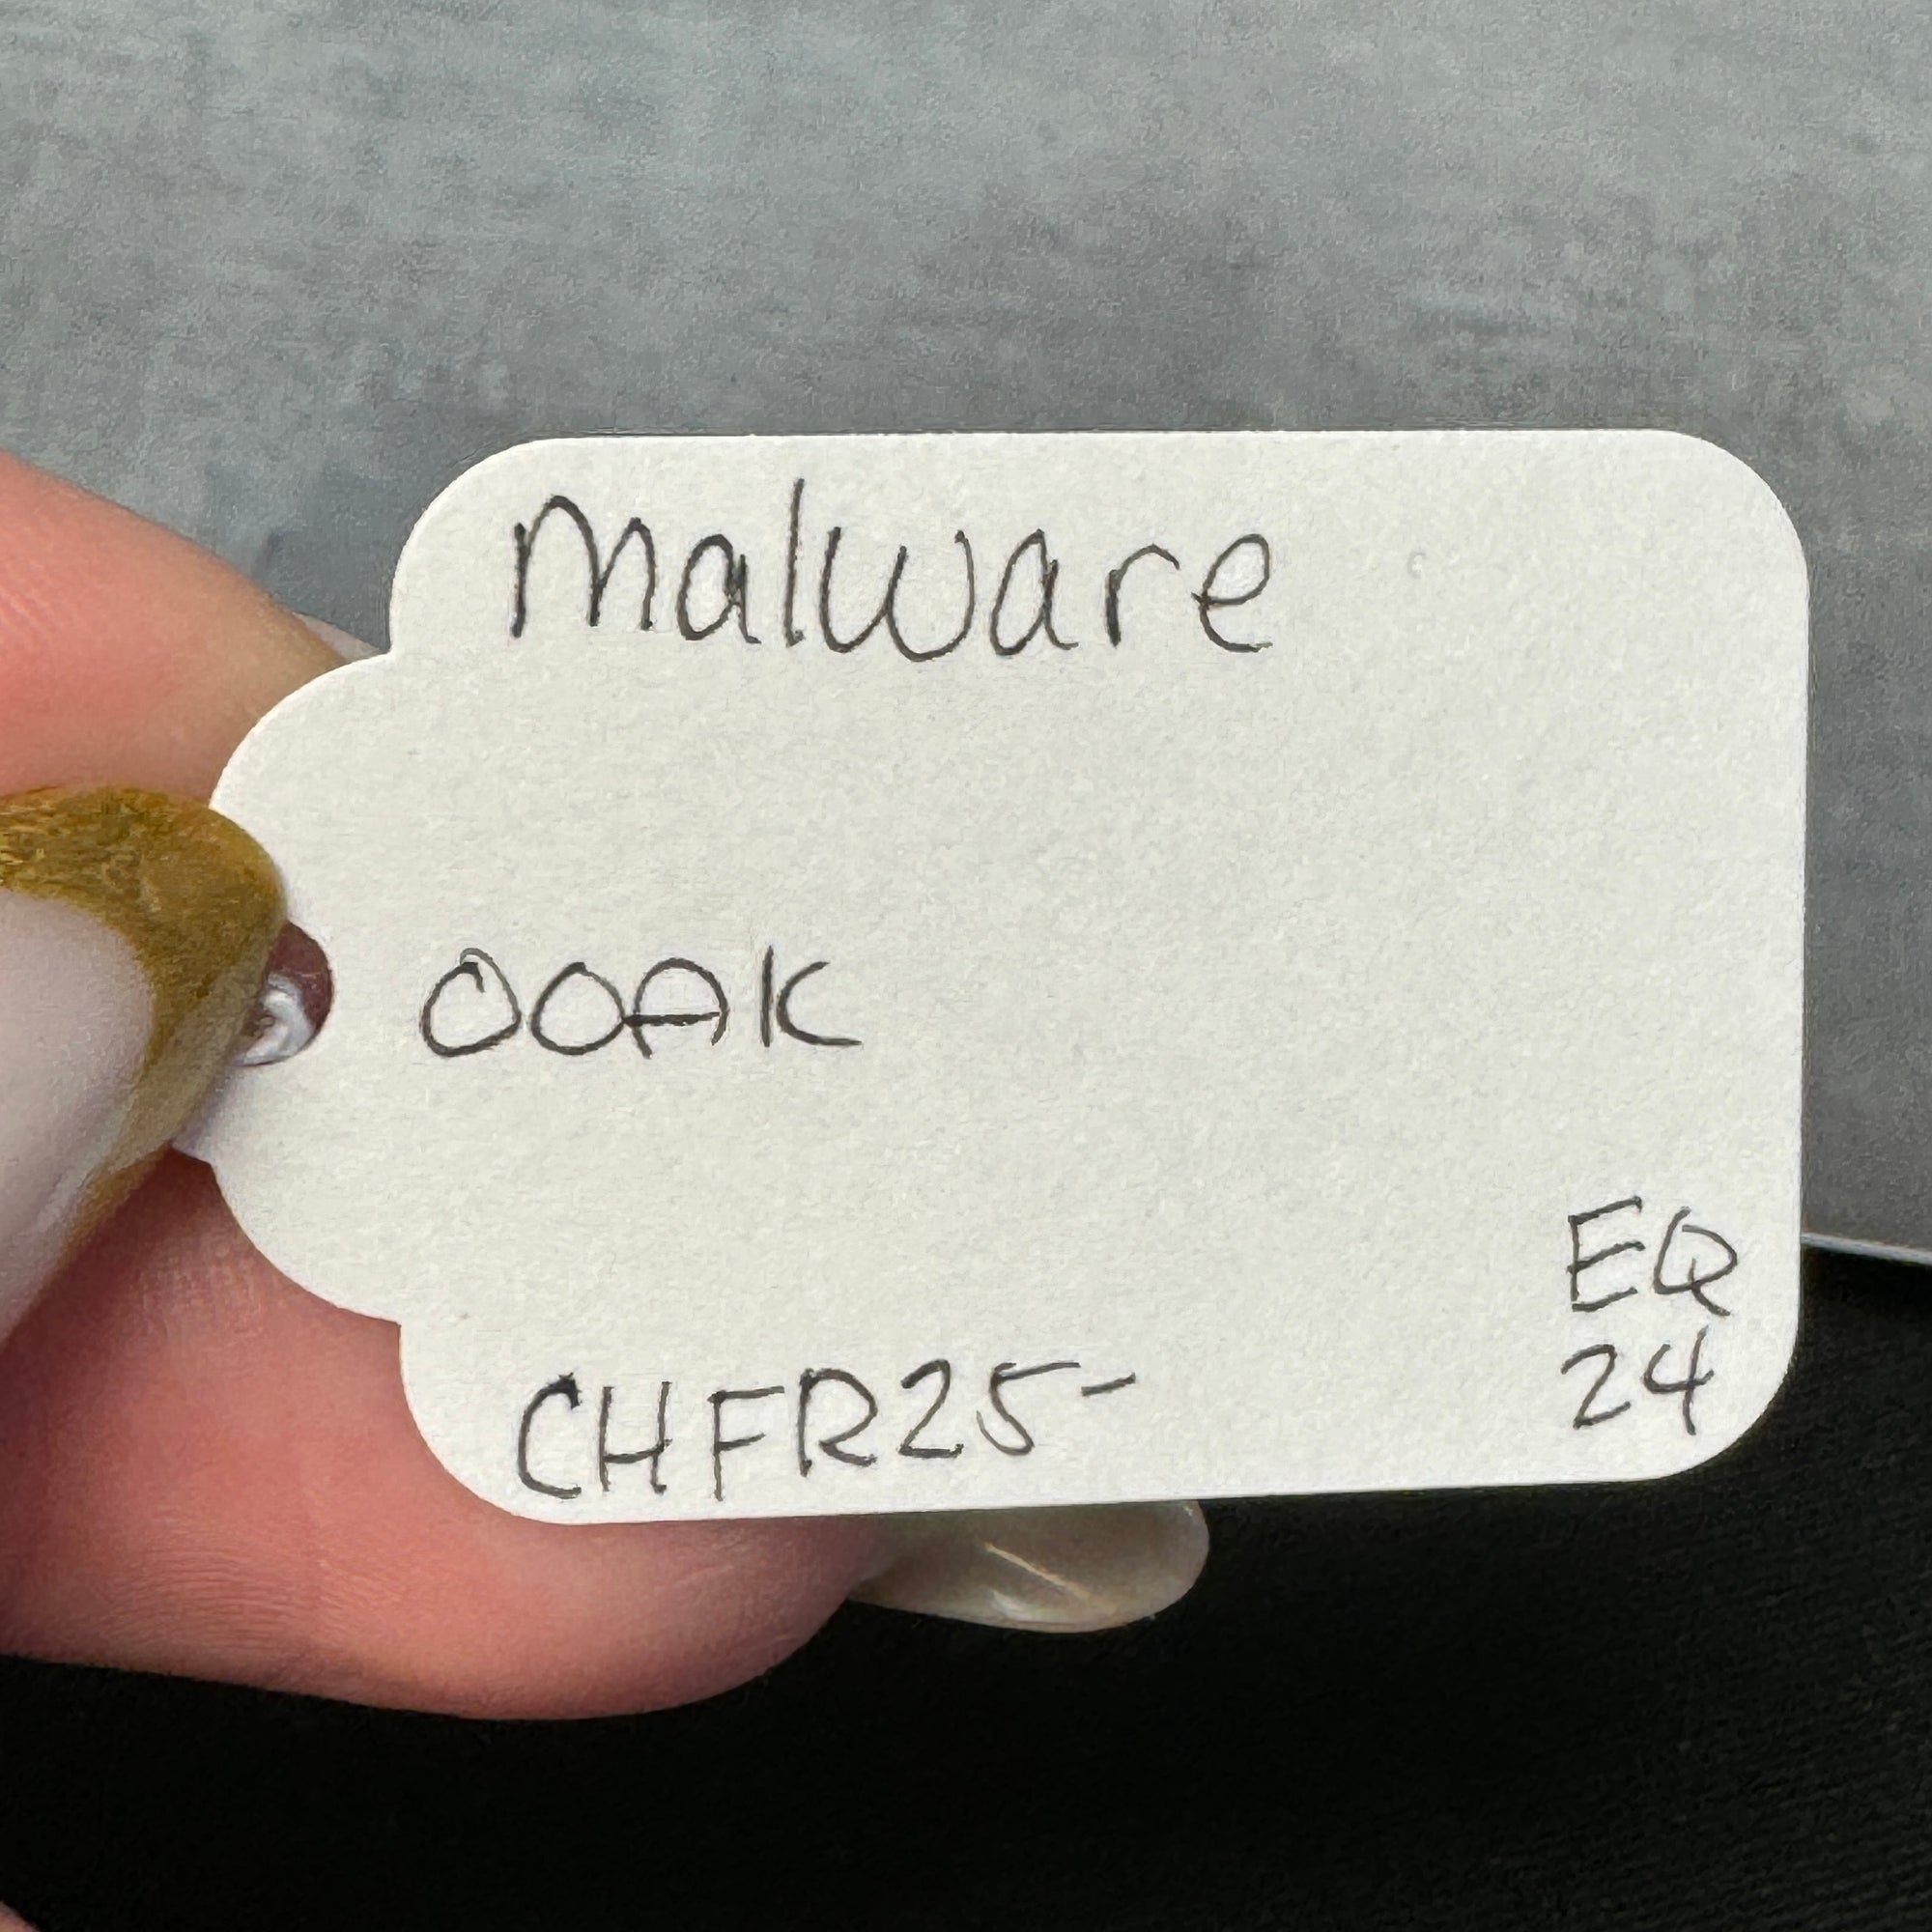 Malware
OOAK
EQ
24
CHFR25-